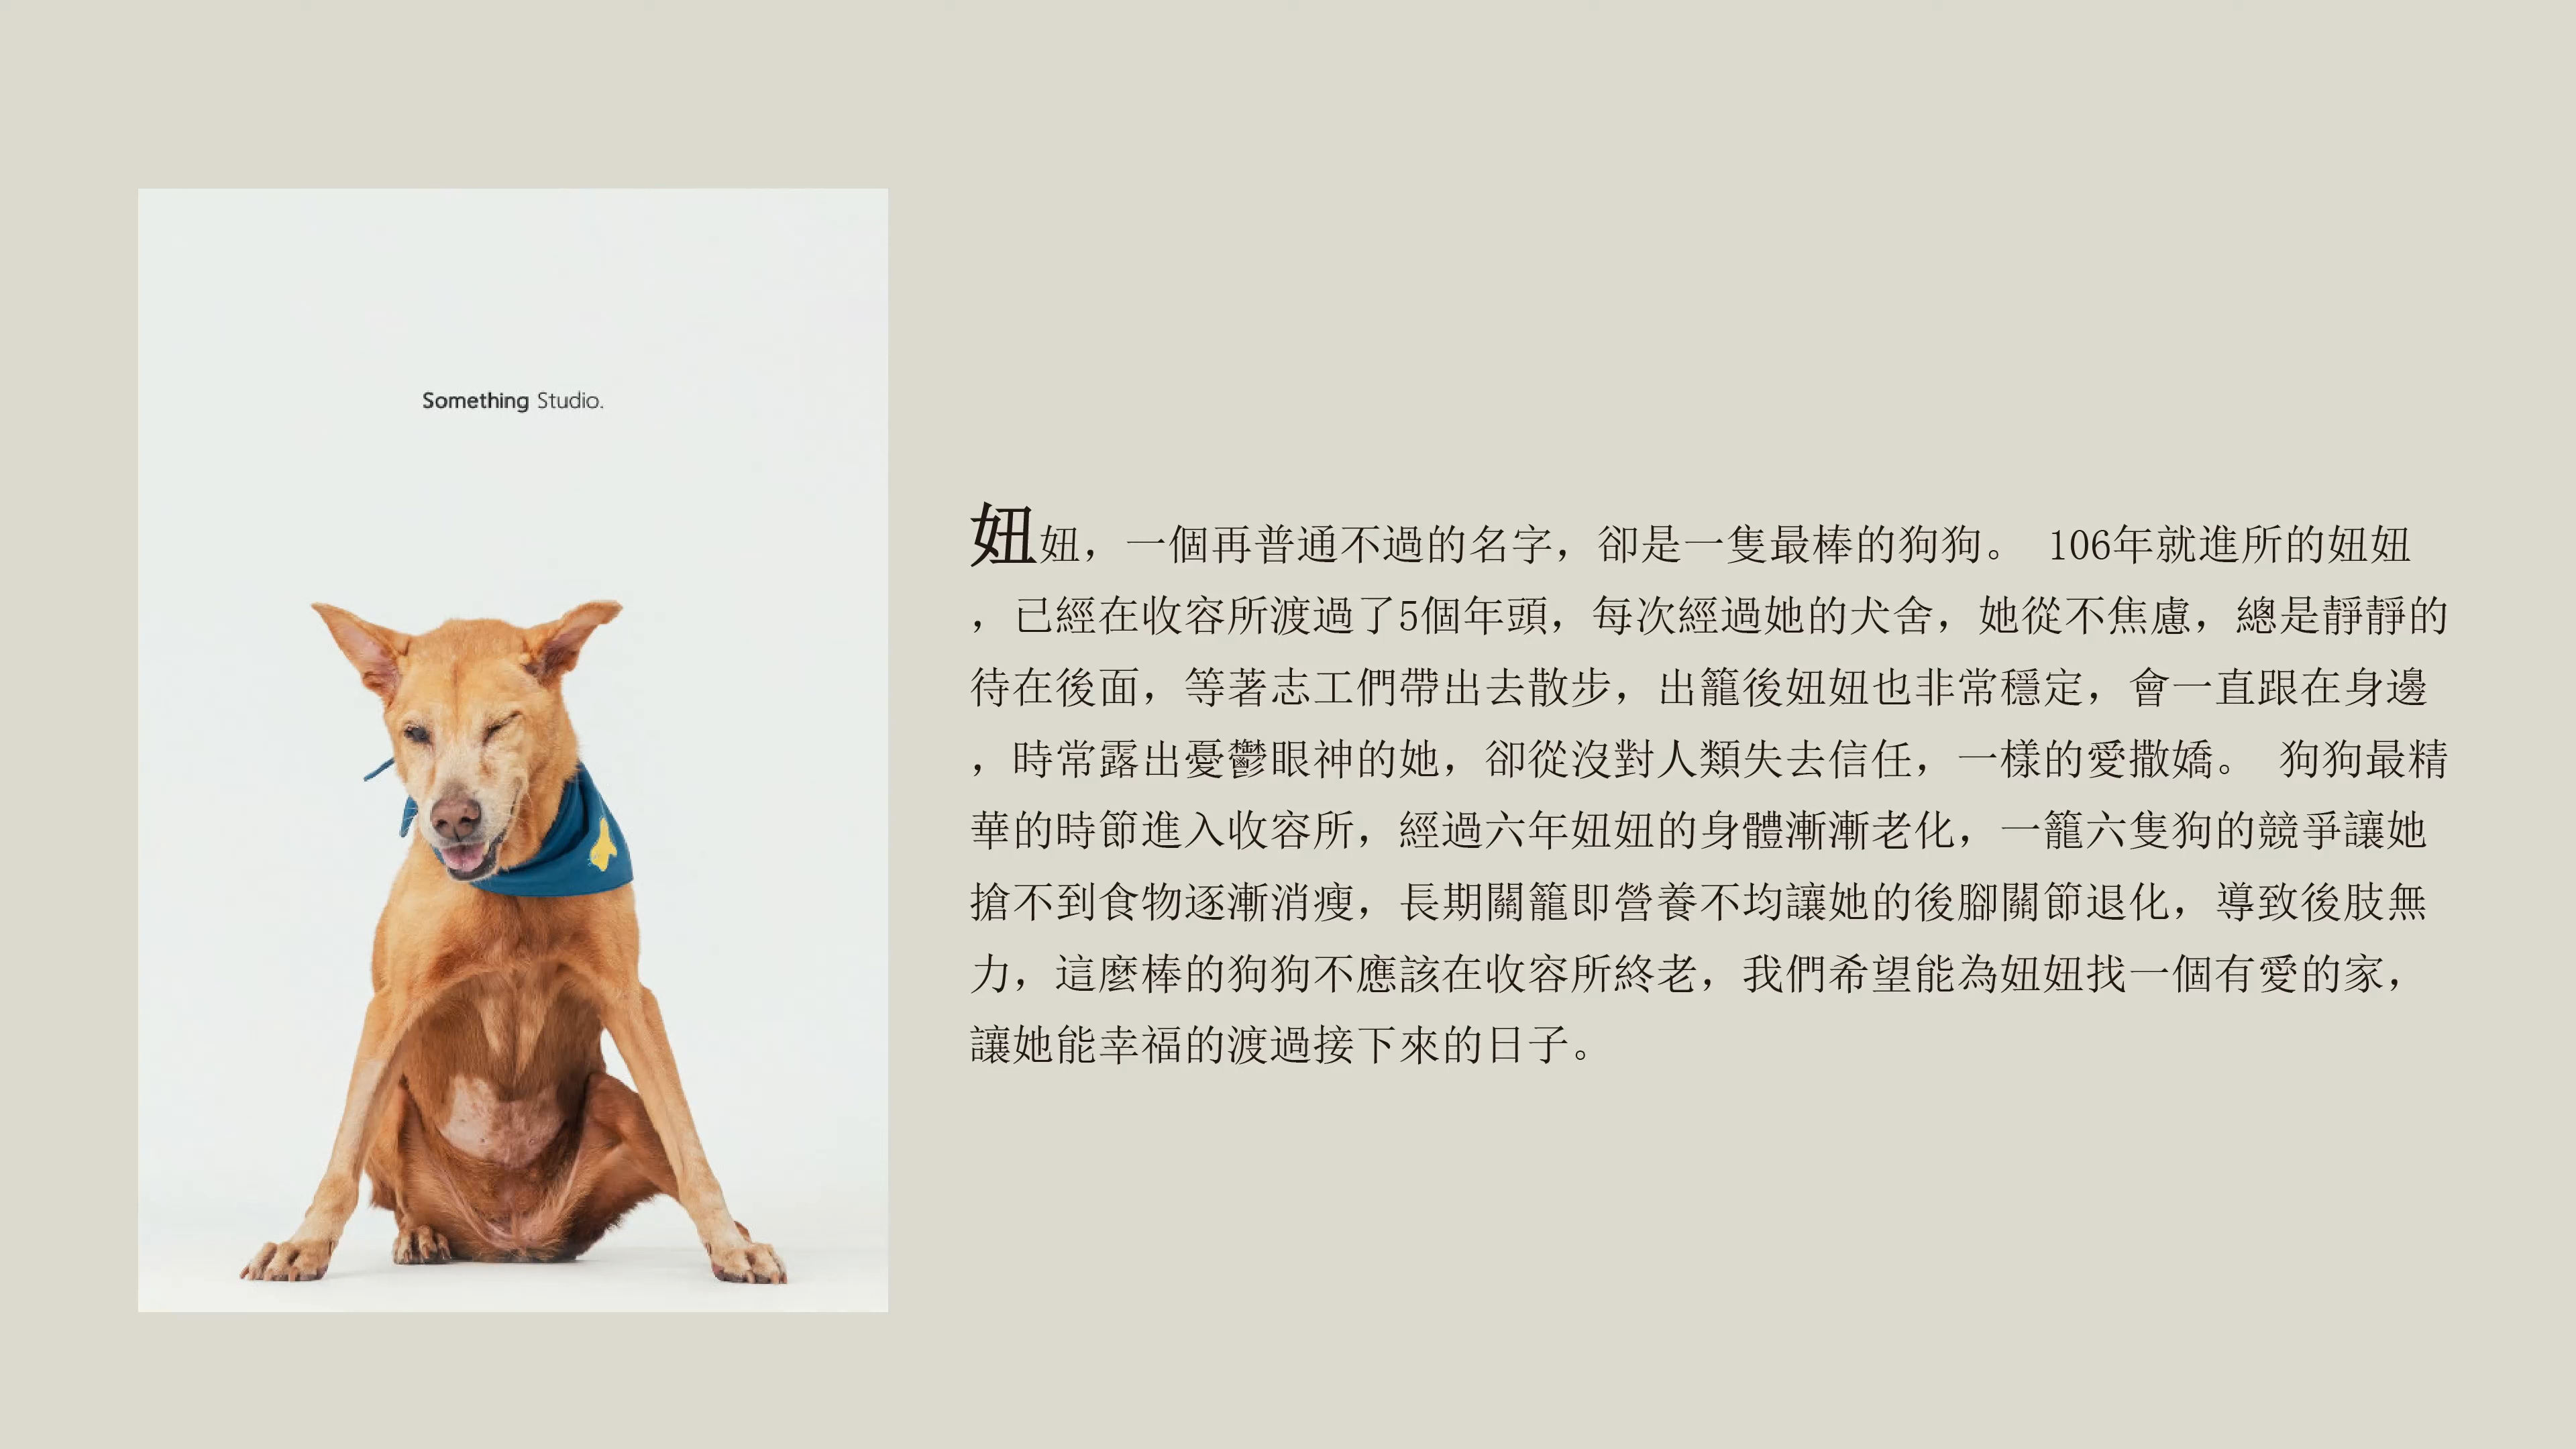 Something Studio.
妞妞，一個再普通不過的名字，卻是一隻最棒的狗狗。 106年就進所的妞妞
，已經在收容所渡過了5個年頭，每次經過她的犬舍，她從不焦慮，總是靜靜的
待在後面，等著志工們帶出去散步，出籠後妞妞也非常穩定，會一直跟在身邊
，時常露出憂鬱眼神的她，卻從沒對人類失去信任，一樣的愛撒嬌。 狗狗最精
華的時節進入收容所，經過六年妞妞的身體漸漸老化，一籠六隻狗的競爭讓她
搶不到食物逐漸消瘦，長期關籠即營養不均讓她的後腳關節退化，導致後肢無
力，這麼棒的狗狗不應該在收容所終老，我們希望能為妞妞找一個有愛的家，
讓她能幸福的渡過接下來的日子。